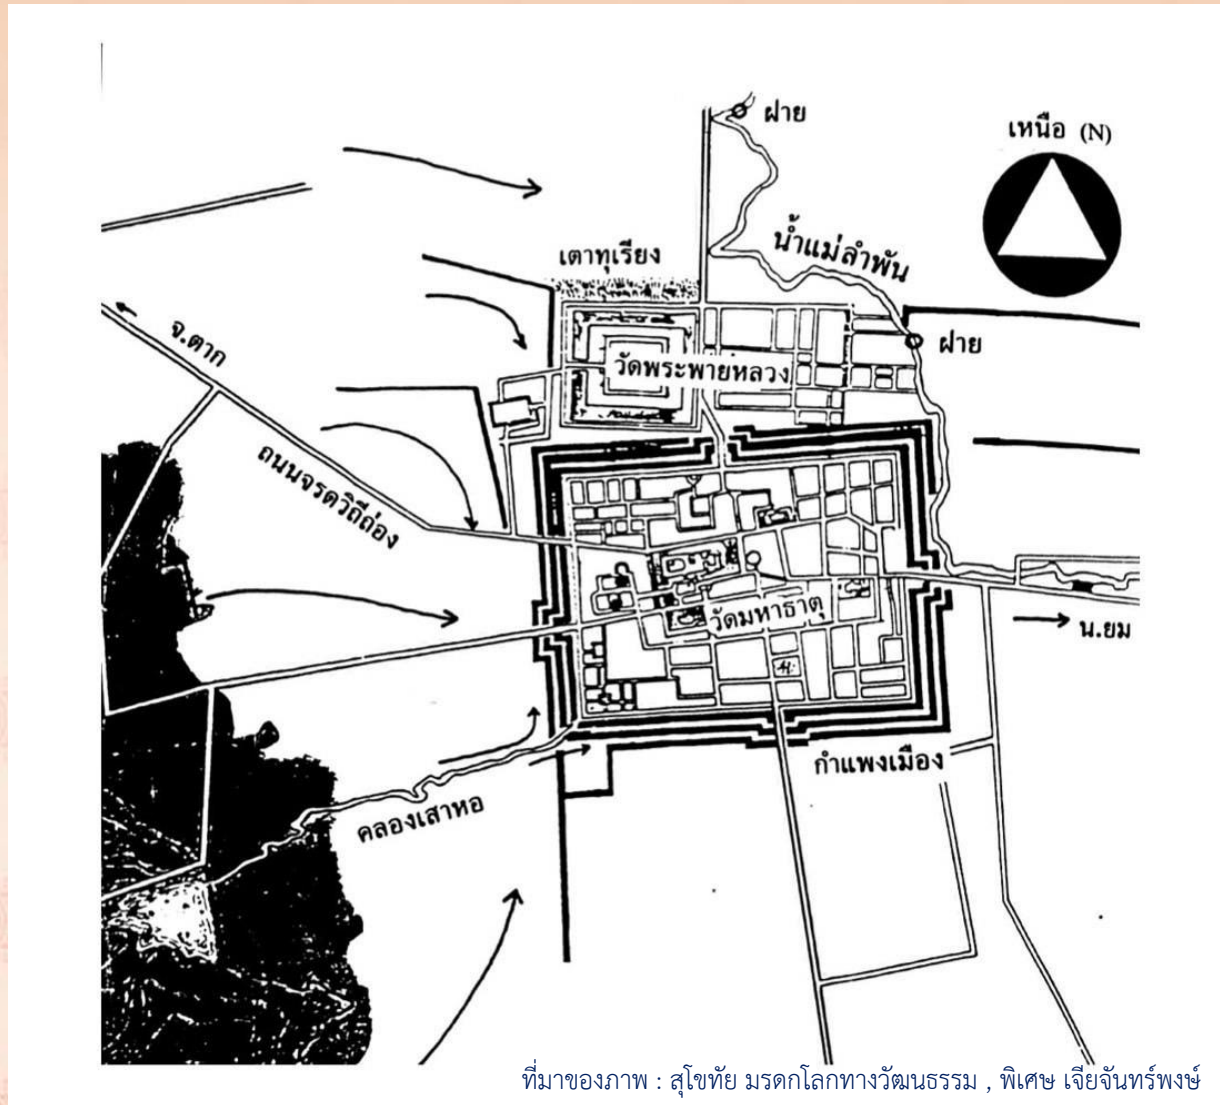 ฝาย
เหนือ (N)
เตาทุเรียง
น้ำแม่ลำพัน
จ.ตาก
ฝาย
วัดพระพายหลวง
ถนนจรดวิถีถ่อง
วัดมหาธาตุ
น.ยม
กำแพงเมือง
คลองเสาหอ
ที่มาของภาพ : สุโขทัย มรดกโลกทางวัฒนธรรม , พิเศษ เจียจันทร์พงษ์